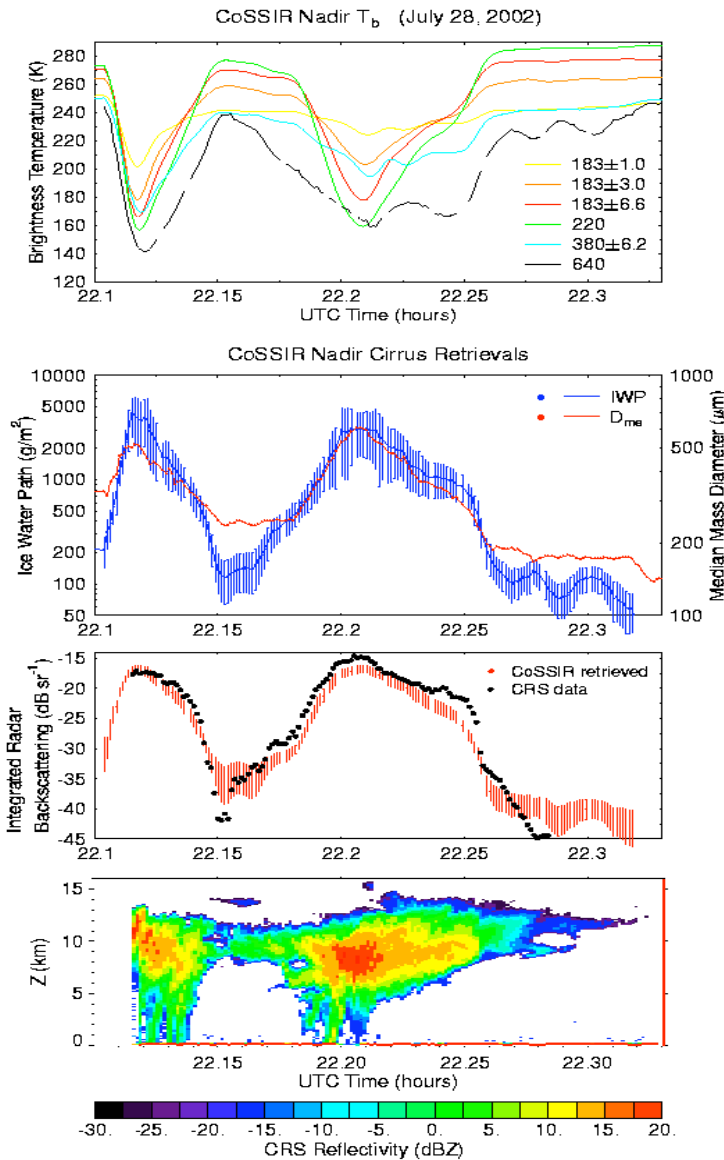 CoSSIR Nadir Tb (July 28, 2002)
Brightness Temperature (K)
280
260
240
220
200
180
160
140
120
183±1.0
183±3.0
183±6.6
220
380±6.2
640
22.1 22.15 22.2 22.25 22.3
UTC Time (hours)
CoSSIR Nadir Cirrus Retrievals
Ice Water Path (g/m²)
10000
5000
2000
1000
500
200
100
50
IWP
Dme
1000
500
200
100
Median Mass Diameter (μm)
22.1 22.15 22.2 22.25 22.3
Integrated Radar
Backscattering (dB sr⁻¹)
-15
-20
-25
-30
-35
-40
-45
CoSSIR retrieved
CRS data
22.1 22.15 22.2 22.25 22.3
Z (km)
15
10
5
0
22.15 22.20 22.25 22.30
UTC Time (hours)
-30. -25. -20. -15. -10. -5. 0. 5. 10. 15. 20.
CRS Reflectivity (dBZ)